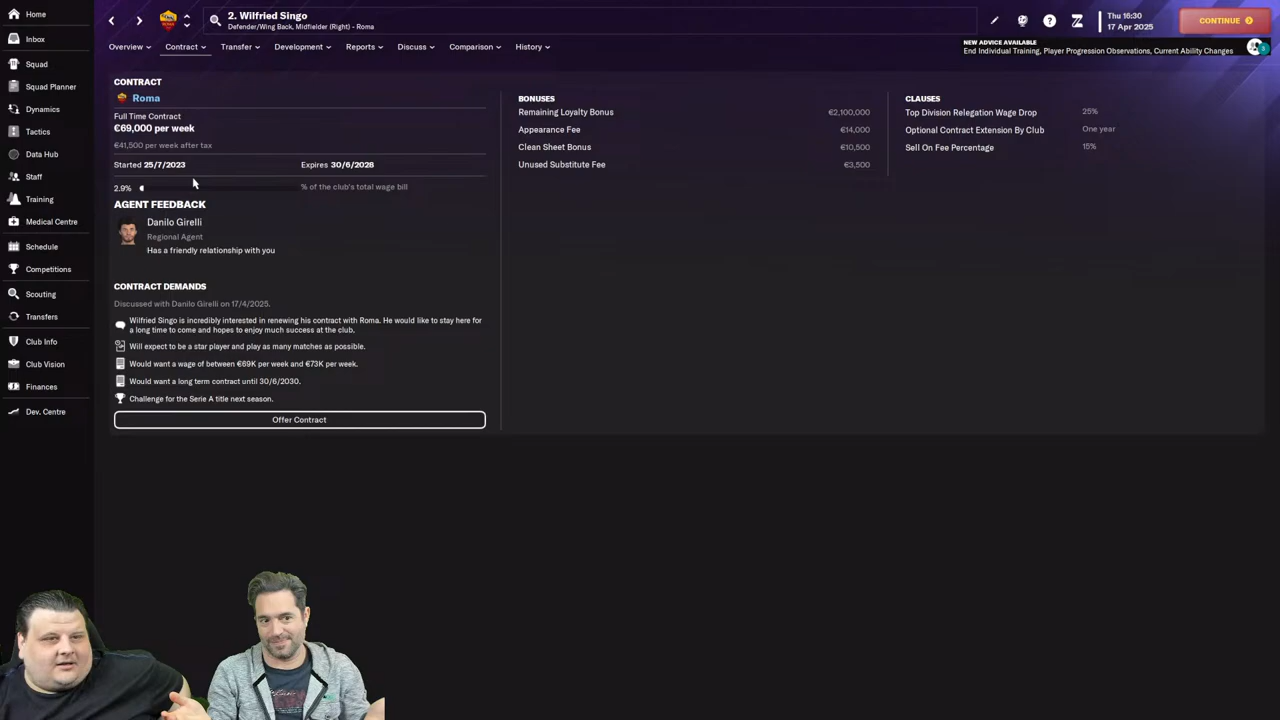 Home
Inbox
Squad
Squad Planner
Dynamics
Tactics
Data Hub
Staff
Training
Medical Centre
Schedule
Competitions
Scouting
Transfers
Club Info
Club Vision
Finances
Dev. Centre
2. Wilfried Singo
Defender/Wing Back, Midfielder (Right) - Roma
Thu 16:30
17 Apr 2025
CONTINUE
Overview
Contract
Transfer
Development
Reports
Discuss
Comparison
History
NEW ADVICE AVAILABLE
End Individual Training, Player Progression Observations, Current Ability Changes
3
CONTRACT
Roma
Full Time Contract
€69,000 per week
€41,500 per week after tax
Started 25/7/2023
Expires 30/6/2028
2.9%
% of the club's total wage bill
AGENT FEEDBACK
Danilo Girelli
Regional Agent
Has a friendly relationship with you
CONTRACT DEMANDS
Discussed with Danilo Girelli on 17/4/2025.
Wilfried Singo is incredibly interested in renewing his contract with Roma. He would like to stay here for
a long time to come and hopes to enjoy much success at the club.
Will expect to be a star player and play as many matches as possible.
Would want a wage of between €69K per week and €73K per week.
Would want a long term contract until 30/6/2030.
Challenge for the Serie A title next season.
Offer Contract
BONUSES
Remaining Loyalty Bonus €2,100,000
Appearance Fee €14,000
Clean Sheet Bonus €10,500
Unused Substitute Fee €3,500
CLAUSES
Top Division Relegation Wage Drop 25%
Optional Contract Extension By Club One year
Sell On Fee Percentage 15%